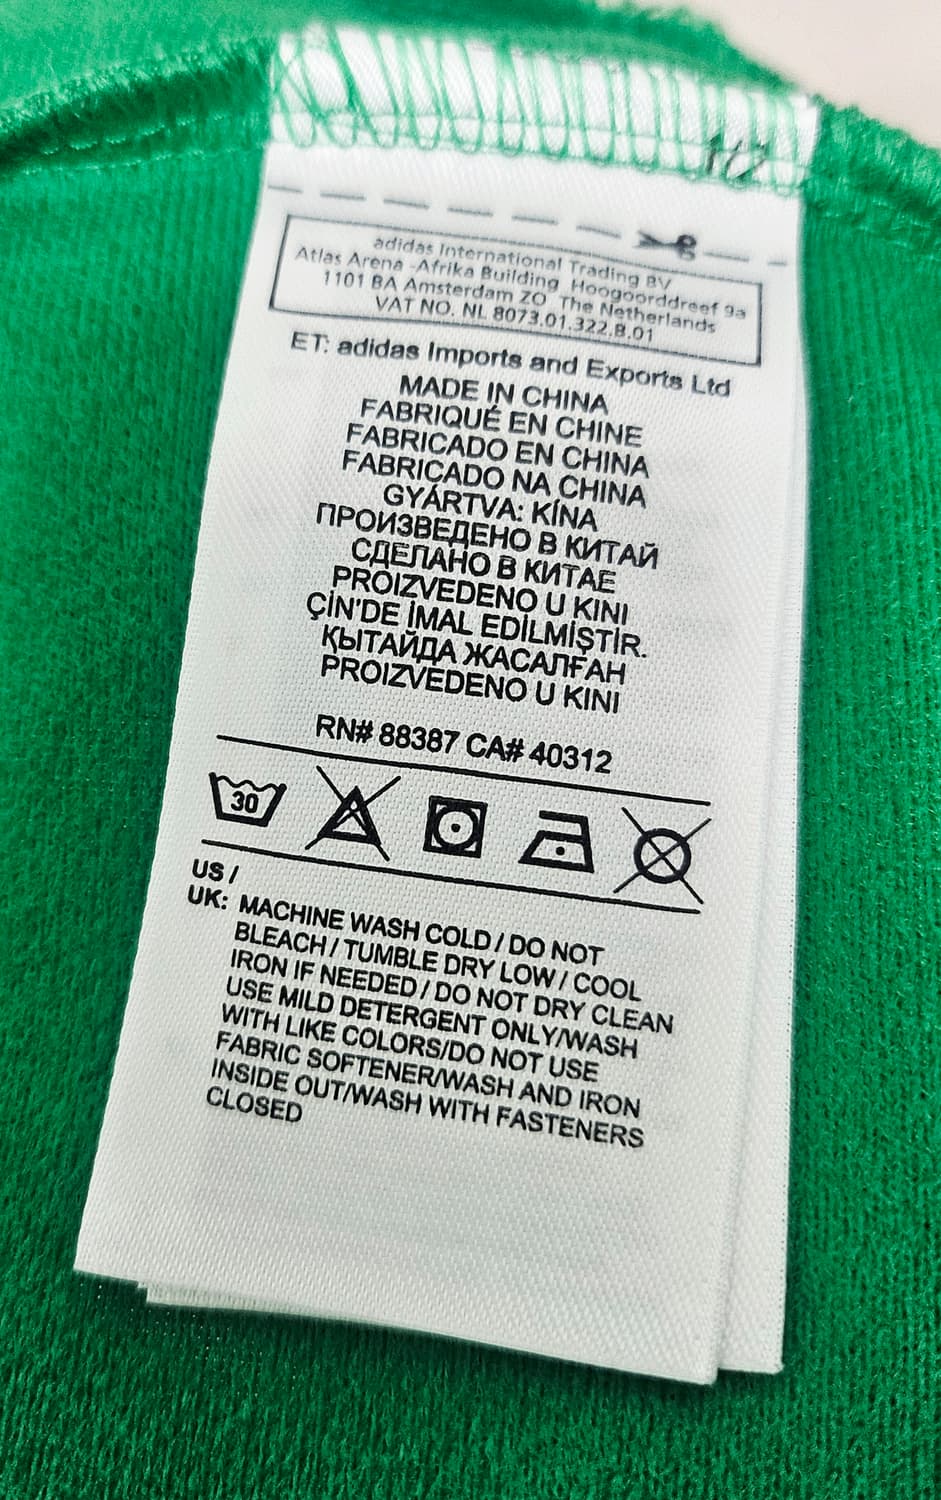 adidas International Trading BV
Atlas Arena -Afrika Building Hoogoorddreef 9a
1101 BA Amsterdam ZO The Netherlands
VAT NO. NL 8073.01.322.B.01
ET: adidas Imports and Exports Ltd
MADE IN CHINA
FABRIQUÉ EN CHINE
FABRICADO EN CHINA
FABRICADO NA CHINA
GYÁRTVA: KÍNA
ПРОИЗВЕДЕНО В КИТАЙ
СДЕЛАНО В КИТАЕ
PROIZVEDENO U KINI
ÇİN'DE İMAL EDİLMİŞTİR.
ҚЫТАЙДА ЖАСАЛҒАН
PROIZVEDENO U KINI
RN# 88387 CA# 40312
30
US /
UK: MACHINE WASH COLD / DO NOT
BLEACH / TUMBLE DRY LOW / COOL
IRON IF NEEDED / DO NOT DRY CLEAN
USE MILD DETERGENT ONLY/WASH
WITH LIKE COLORS/DO NOT USE
FABRIC SOFTENER/WASH AND IRON
INSIDE OUT/WASH WITH FASTENERS
CLOSED